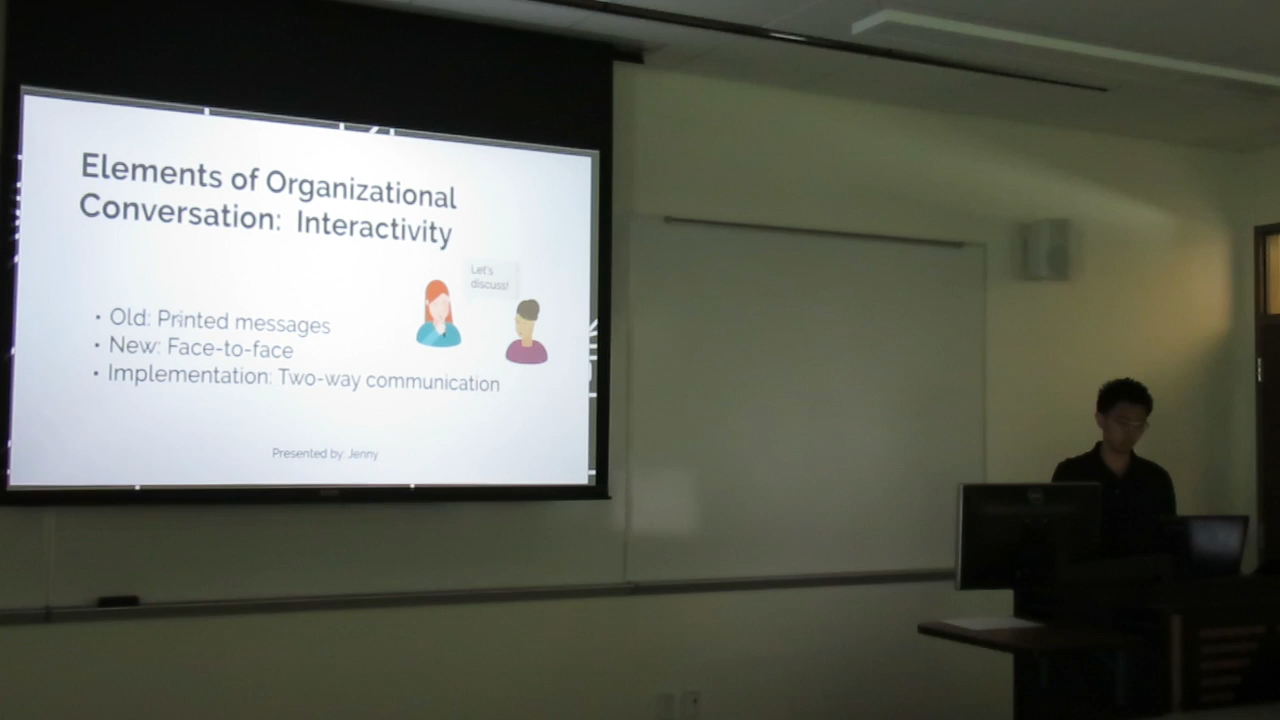 Elements of Organizational
Conversation: Interactivity
Let's
discuss!
• Old: Printed messages
• New: Face-to-face
• Implementation: Two-way communication
Presented by: Jenny